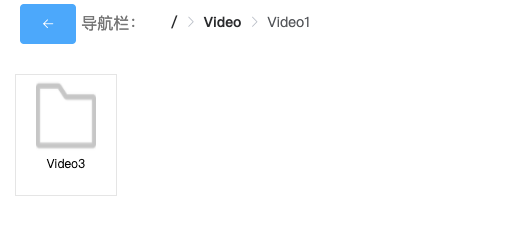 ← 导航栏： / > Video > Video1
Video3